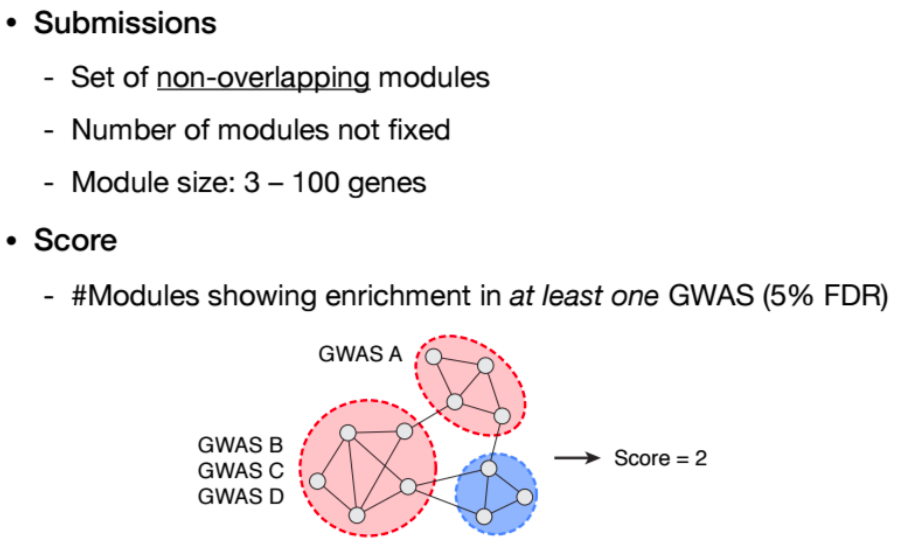 • Submissions
- Set of non-overlapping modules
- Number of modules not fixed
- Module size: 3 – 100 genes
• Score
- #Modules showing enrichment in at least one GWAS (5% FDR)
GWAS A
GWAS B
GWAS C
GWAS D
Score = 2